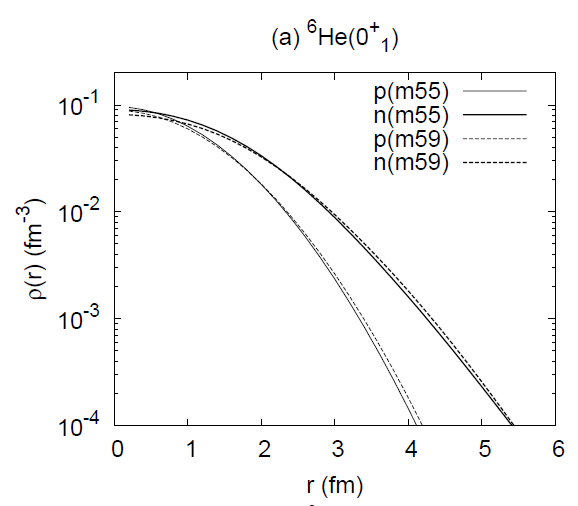 (a) ⁶He(0⁺₁)
p(m55)
n(m55)
p(m59)
n(m59)
ρ(r) (fm⁻³)
10⁻¹
10⁻²
10⁻³
10⁻⁴
0 1 2 3 4 5 6
r (fm)